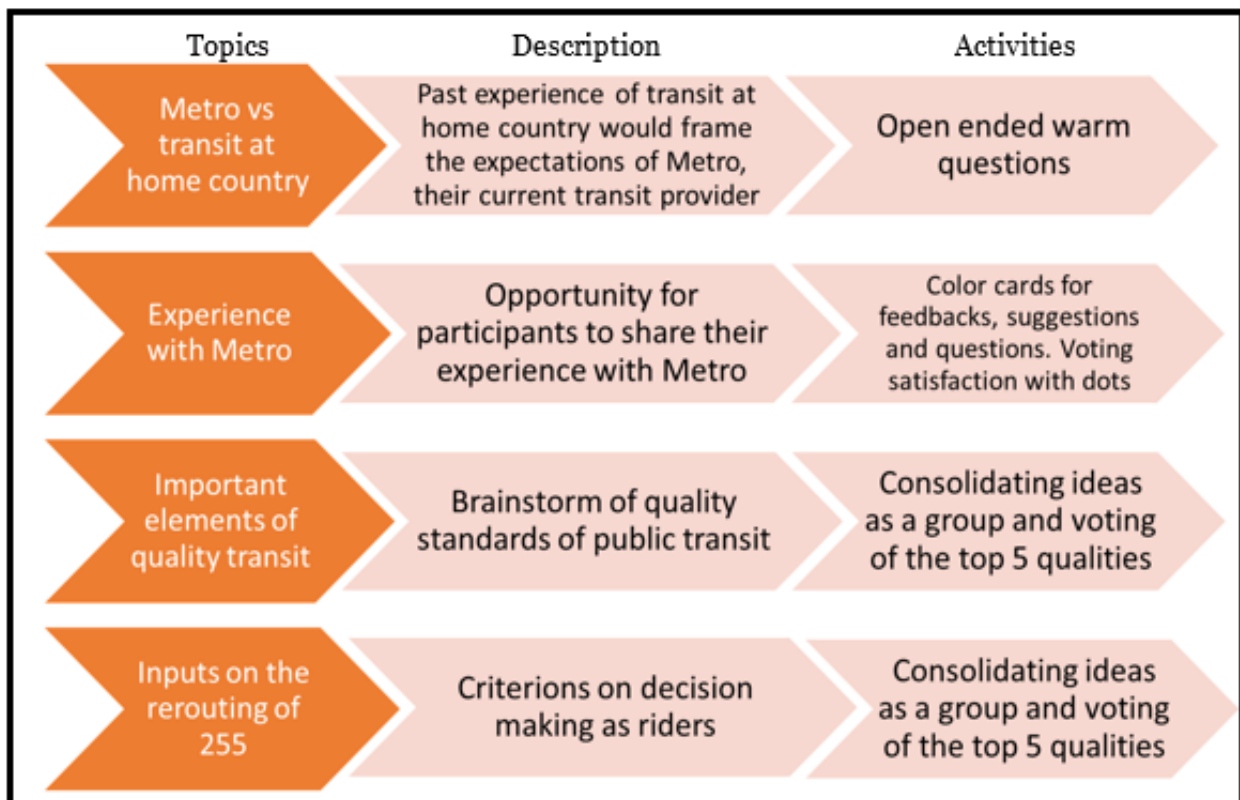 Topics
Description
Activities
Metro vs
transit at
home country
Past experience of transit at
home country would frame
the expectations of Metro,
their current transit provider
Open ended warm
questions
Experience
with Metro
Opportunity for
participants to share their
experience with Metro
Color cards for
feedbacks, suggestions
and questions. Voting
satisfaction with dots
Important
elements of
quality transit
Brainstorm of quality
standards of public transit
Consolidating ideas
as a group and voting
of the top 5 qualities
Inputs on the
rerouting of
255
Criterions on decision
making as riders
Consolidating ideas
as a group and voting
of the top 5 qualities